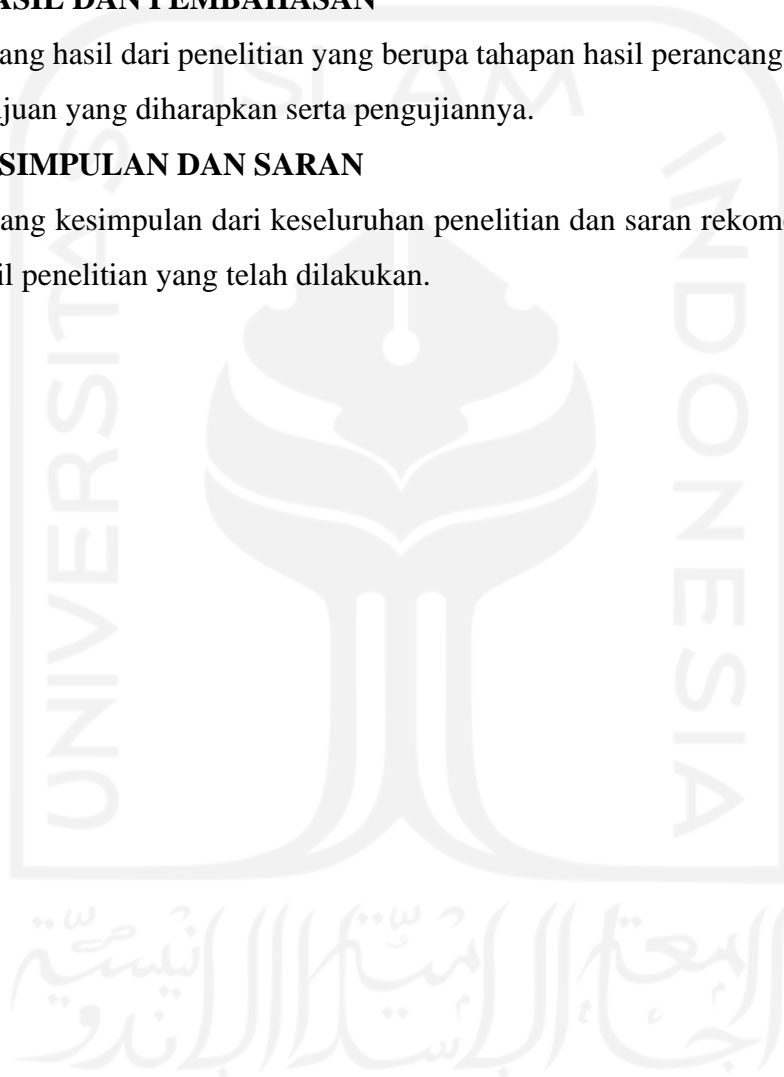 ASIL DAN PEMBAHASAN
ang hasil dari penelitian yang berupa tahapan hasil perancang
juan yang diharapkan serta pengujiannya.
SIMPULAN DAN SARAN
ang kesimpulan dari keseluruhan penelitian dan saran rekom
il penelitian yang telah dilakukan.
ISLAM
UNIVERSITAS
INDONESIA